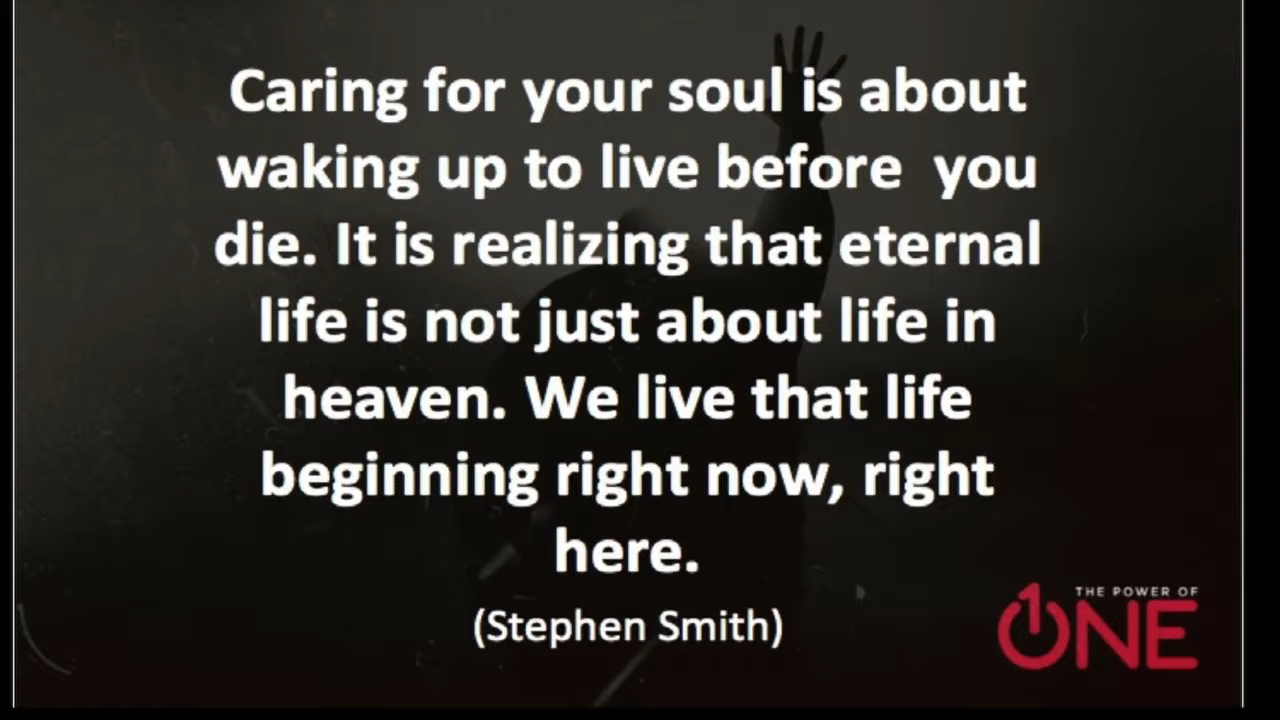 Caring for your soul is about
waking up to live before  you
die. It is realizing that eternal
life is not just about life in
heaven. We live that life
beginning right now, right
here.
(Stephen Smith)
THE POWER OF
ONE